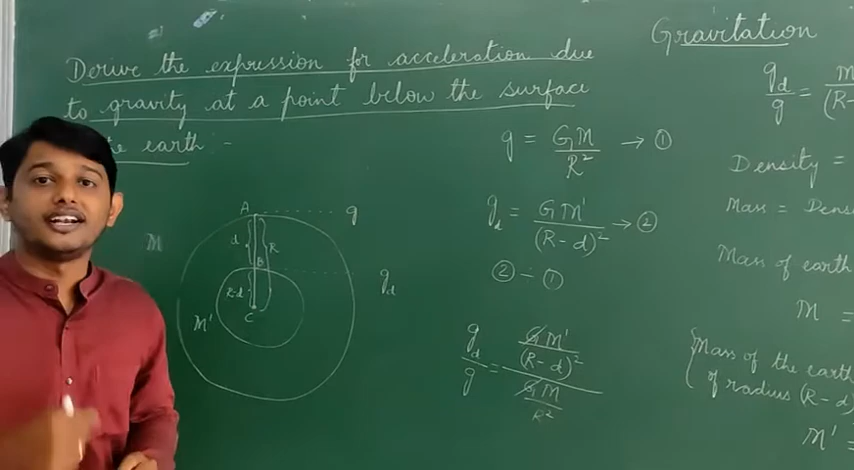 Derive the expression for acceleration due
to gravity at a point below the surface
the earth:-
A
g
d
R
B
R-d
C
g_d
M
M'
g = GM/R² → ①
g_d = GM'/(R-d)² → ②
② ÷ ①
g_d/g = (GM'/(R-d)²)/(GM/R²)
Gravitation
g_d/g = M/(R-
Density =
Mass =
Mass of earth
M =
{Mass of the earth
of radius (R-d)
M' =